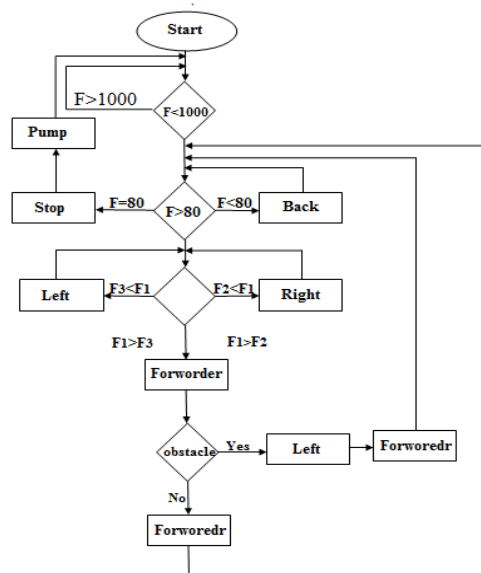 Start
F>1000
F<1000
Pump
Stop
F=80
F>80
F<80
Back
Left
F3<F1
F2<F1
Right
F1>F3
F1>F2
Forworder
obstacle
Yes
Left
Forworedr
No
Forworedr